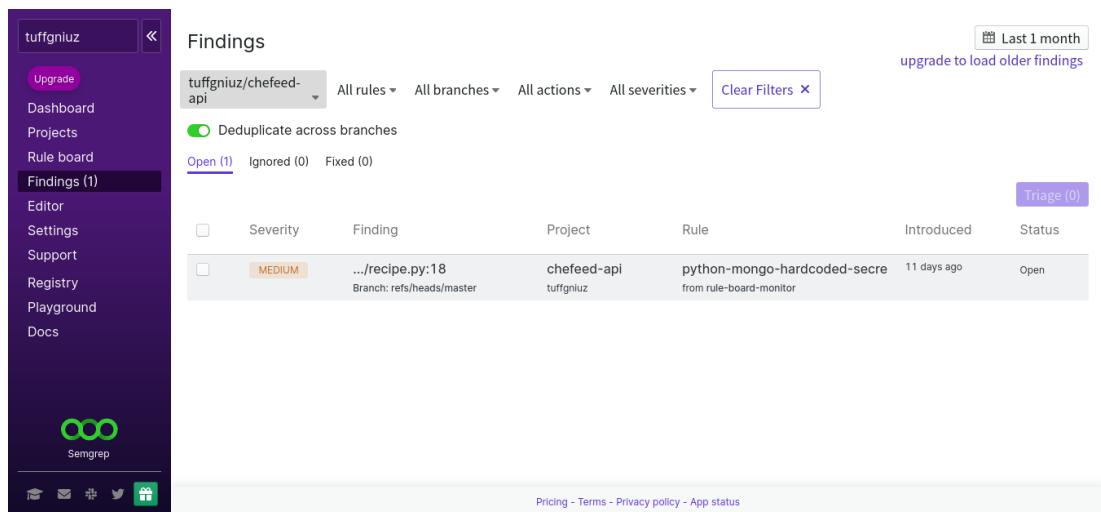 tuffgniuz
Upgrade
Dashboard
Projects
Rule board
Findings (1)
Editor
Settings
Support
Registry
Playground
Docs
Semgrep
Findings
Last 1 month
upgrade to load older findings
tuffgniuz/chefeed-
api
All rules
All branches
All actions
All severities
Clear Filters ×
Deduplicate across branches
Open (1) Ignored (0) Fixed (0)
Triage (0)
Severity Finding Project Rule Introduced Status
MEDIUM .../recipe.py:18 chefeed-api python-mongo-hardcoded-secre 11 days ago Open
Branch: refs/heads/master tuffgniuz from rule-board-monitor
Pricing - Terms - Privacy policy - App status